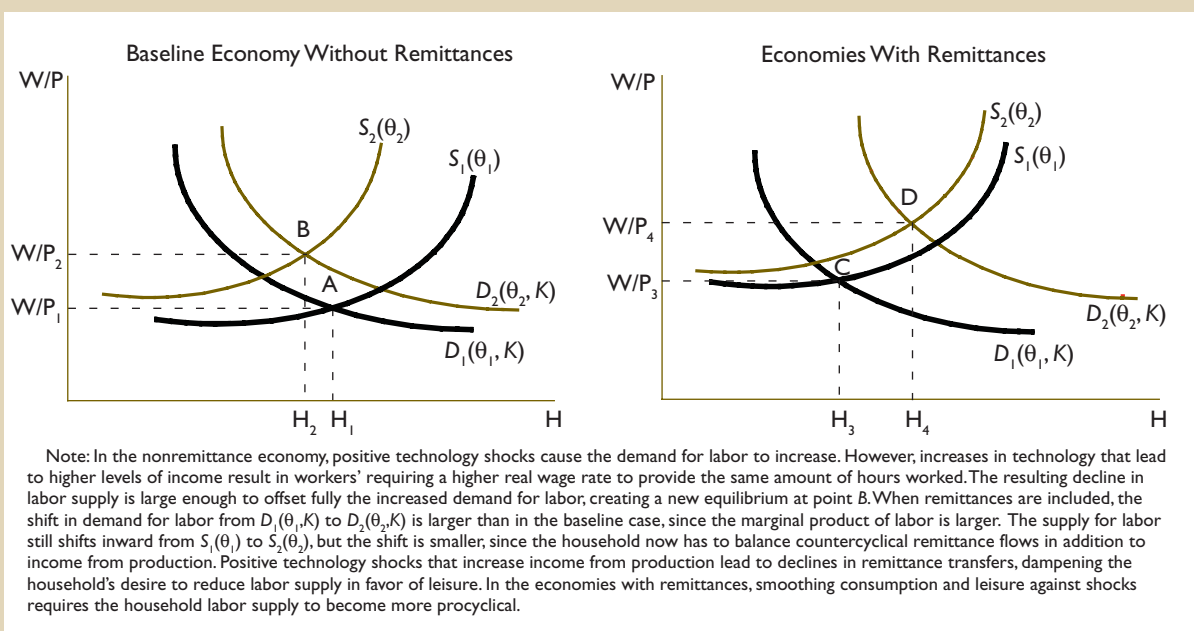 Baseline Economy Without Remittances
W/P
S₂(θ₂)
S₁(θ₁)
B
W/P₂
A
W/P₁
D₂(θ₂, K)
D₁(θ₁, K)
H₂ H₁ H
Economies With Remittances
W/P
S₂(θ₂)
S₁(θ₁)
D
W/P₄
C
W/P₃
D₂(θ₂, K)
D₁(θ₁, K)
H₃ H₄ H
Note: In the nonremittance economy, positive technology shocks cause the demand for labor to increase. However, increases in technology that lead
to higher levels of income result in workers' requiring a higher real wage rate to provide the same amount of hours worked. The resulting decline in
labor supply is large enough to offset fully the increased demand for labor, creating a new equilibrium at point B. When remittances are included, the
shift in demand for labor from D₁(θ₁,K) to D₂(θ₂,K) is larger than in the baseline case, since the marginal product of labor is larger. The supply for labor
still shifts inward from S₁(θ₁) to S₂(θ₂), but the shift is smaller, since the household now has to balance countercyclical remittance flows in addition to
income from production. Positive technology shocks that increase income from production lead to declines in remittance transfers, dampening the
household's desire to reduce labor supply in favor of leisure. In the economies with remittances, smoothing consumption and leisure against shocks
requires the household labor supply to become more procyclical.